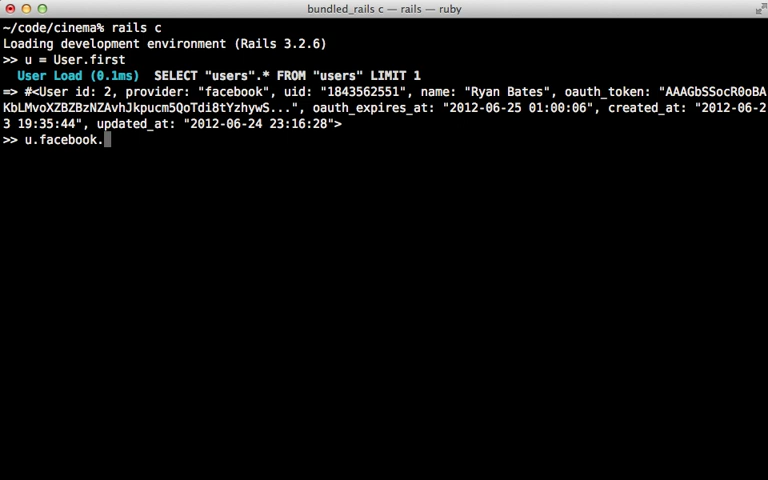 bundled_rails c — rails — ruby
~/code/cinema% rails c
Loading development environment (Rails 3.2.6)
>> u = User.first
User Load (0.1ms)  SELECT "users".* FROM "users" LIMIT 1
=> #<User id: 2, provider: "facebook", uid: "1843562551", name: "Ryan Bates", oauth_token: "AAAGbSSocR0oBA
KbLMvoXZBZBzNZAvhJkpucm5QoTdi8tYzhywS...", oauth_expires_at: "2012-06-25 01:00:06", created_at: "2012-06-2
3 19:35:44", updated_at: "2012-06-24 23:16:28">
>> u.facebook.